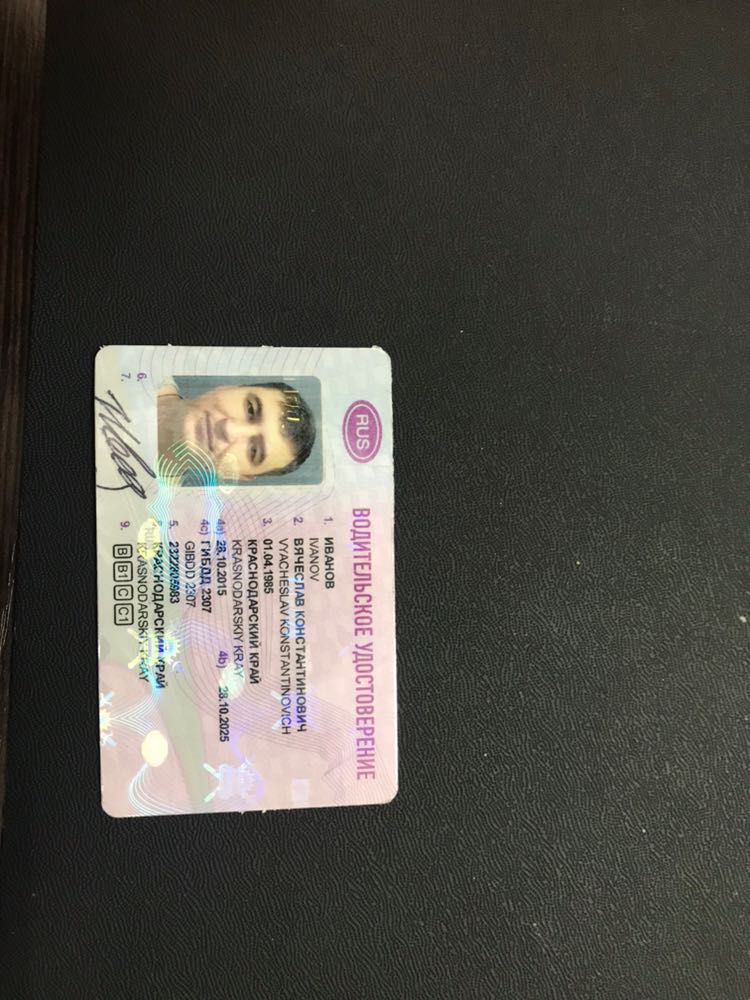 ВОДИТЕЛЬСКОЕ УДОСТОВЕРЕНИЕ
RUS
1. ИВАНОВ
IVANOV
2. ВЯЧЕСЛАВ КОНСТАНТИНОВИЧ
VYACHESLAV KONSTANTINOVICH
3. 01.04.1985
КРАСНОДАРСКИЙ КРАЙ
KRASNODARSKIY KRAY
4a) 28.10.2015 4b) 28.10.2025
4c) ГИБДД 2307
GIBDD 2307
5.
КРАСНОДАРСКИЙ КРАЙ
KRASNODARSKIY KRAY
9. B B1 C C1
6.
7.